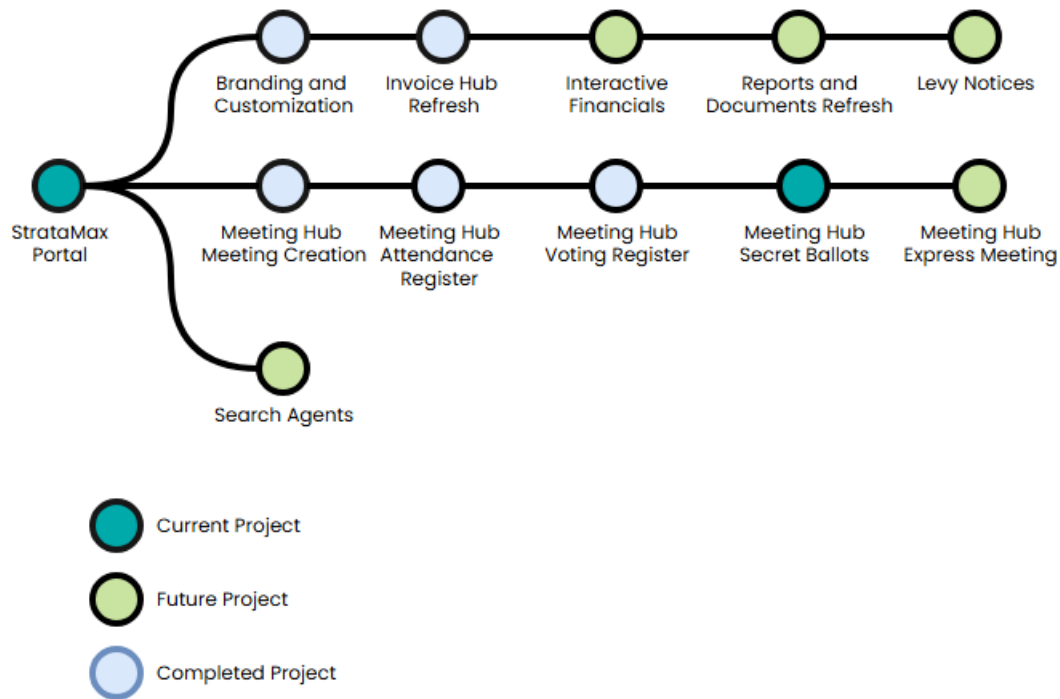 Branding and
Customization
Invoice Hub
Refresh
Interactive
Financials
Reports and
Documents Refresh
Levy Notices
StrataMax
Portal
Meeting Hub
Meeting Creation
Meeting Hub
Attendance
Register
Meeting Hub
Voting Register
Meeting Hub
Secret Ballots
Meeting Hub
Express Meeting
Search Agents
Current Project
Future Project
Completed Project